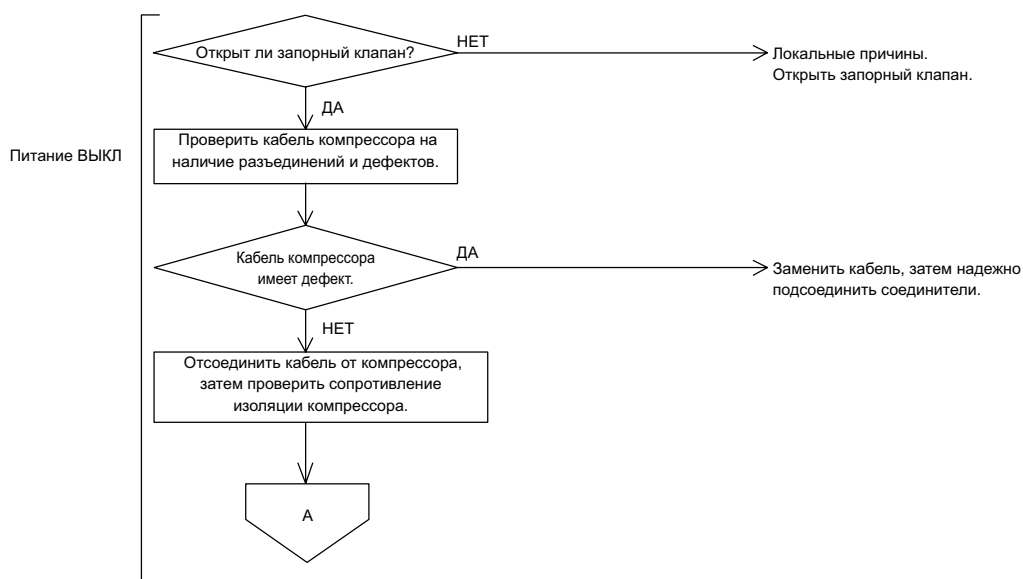 Открыт ли запорный клапан?
НЕТ
Локальные причины.
Открыть запорный клапан.
ДА
Питание ВЫКЛ
Проверить кабель компрессора на
наличие разъединений и дефектов.
Кабель компрессора
имеет дефект.
ДА
Заменить кабель, затем надежно
подсоединить соединители.
НЕТ
Отсоединить кабель от компрессора,
затем проверить сопротивление
изоляции компрессора.
A